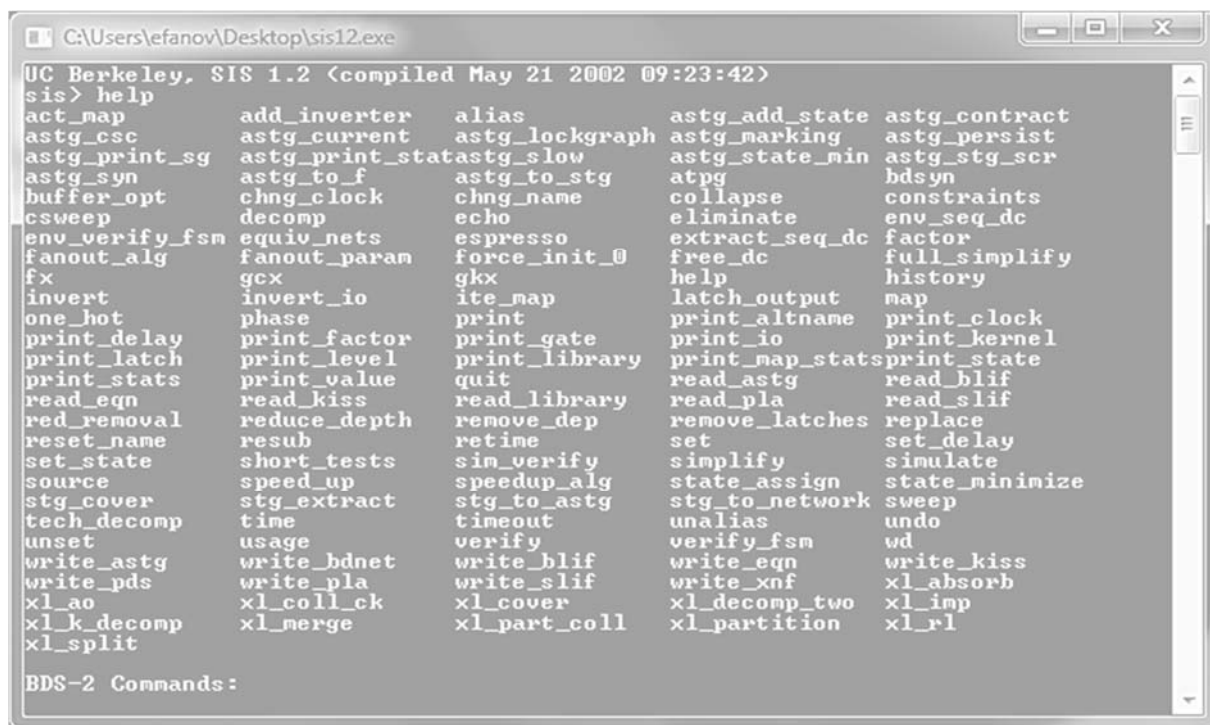 C:\Users\efanov\Desktop\sis12.exe
UC Berkeley, SIS 1.2 (compiled May 21 2002 09:23:42)
sis> help
act_map add_inverter alias astg_add_state astg_contract
astg_csc astg_current astg_lockgraph astg_marking astg_persist
astg_print_sg astg_print_statastg_slow astg_state_min astg_stg_scr
astg_syn astg_to_f astg_to_stg atpg bdsyn
buffer_opt chng_clock chng_name collapse constraints
csweep decomp echo eliminate env_seq_dc
env_verify_fsm equiv_nets espresso extract_seq_dc factor
fanout_alg fanout_param force_init_0 free_dc full_simplify
fx gcx gkx help history
invert invert_io ite_map latch_output map
one_hot phase print print_altname print_clock
print_delay print_factor print_gate print_io print_kernel
print_latch print_level print_library print_map_statsprint_state
print_stats print_value quit read_astg read_blif
read_eqn read_kiss read_library read_pla read_slif
red_removal reduce_depth remove_dep remove_latches replace
reset_name resub retime set set_delay
set_state short_tests sim_verify simplify simulate
source speed_up speedup_alg state_assign state_minimize
stg_cover stg_extract stg_to_astg stg_to_network sweep
tech_decomp time timeout unalias undo
unset usage verify verify_fsm wd
write_astg write_bdnet write_blif write_eqn write_kiss
write_pds write_pla write_slif write_xnf xl_absorb
xl_ao xl_coll_ck xl_cover xl_decomp_two xl_imp
xl_k_decomp xl_merge xl_part_coll xl_partition xl_rl
xl_split
BDS-2 Commands: